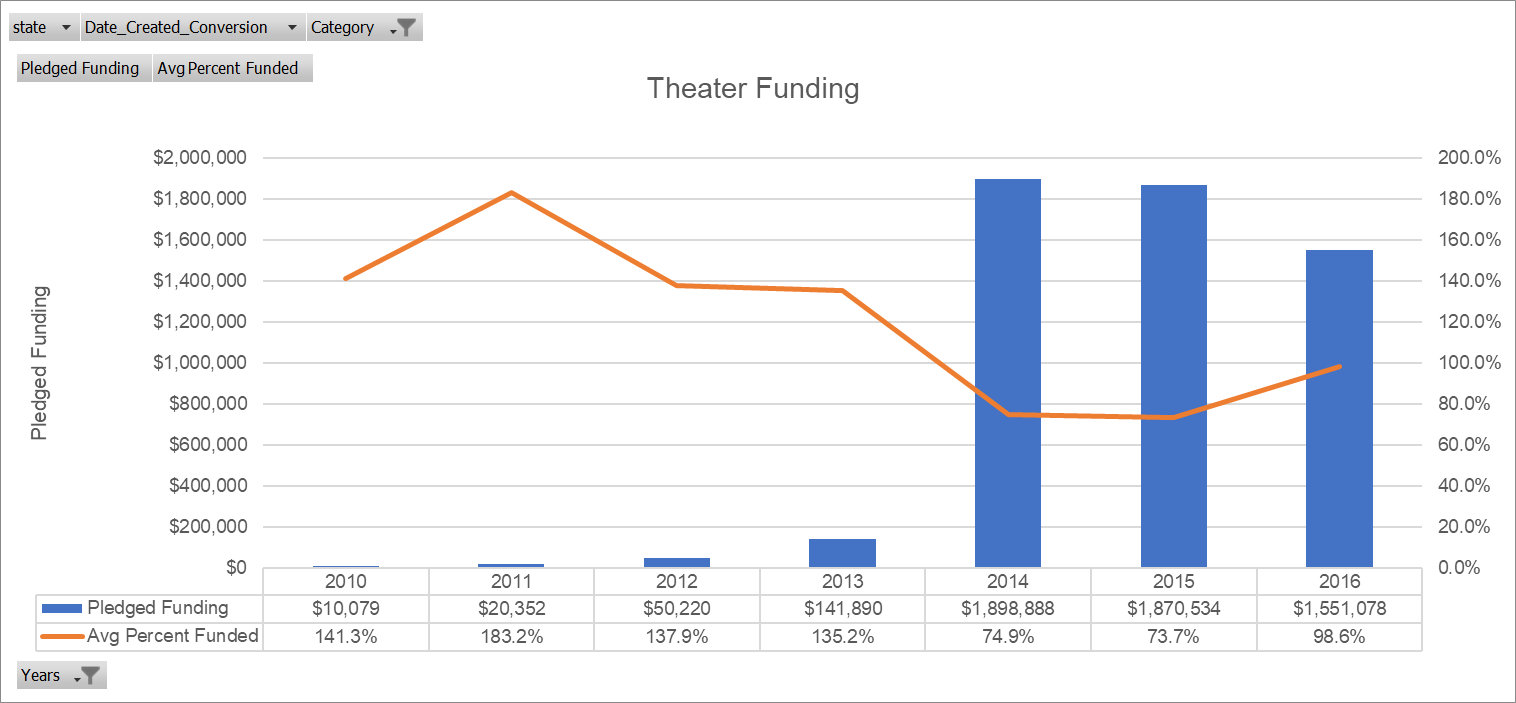 state Date_Created_Conversion Category
Pledged Funding Avg Percent Funded
Theater Funding
Pledged Funding
$2,000,000 200.0%
$1,800,000 180.0%
$1,600,000 160.0%
$1,400,000 140.0%
$1,200,000 120.0%
$1,000,000 100.0%
$800,000 80.0%
$600,000 60.0%
$400,000 40.0%
$200,000 20.0%
$0 0.0%
2010 2011 2012 2013 2014 2015 2016
Pledged Funding $10,079 $20,352 $50,220 $141,890 $1,898,888 $1,870,534 $1,551,078
Avg Percent Funded 141.3% 183.2% 137.9% 135.2% 74.9% 73.7% 98.6%
Years